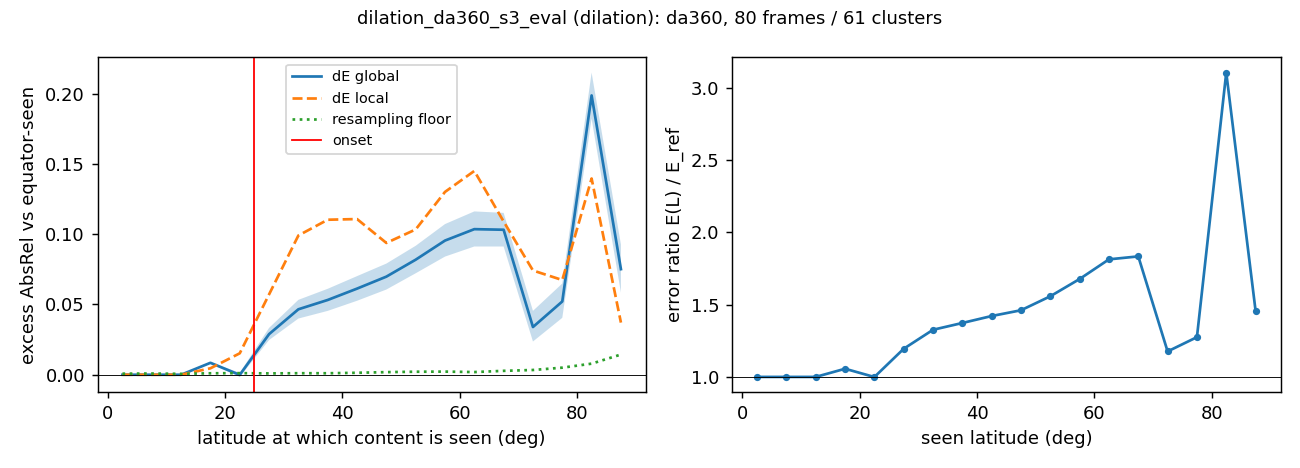 dilation_da360_s3_eval (dilation): da360, 80 frames / 61 clusters
excess AbsRel vs equator-seen
0.20
0.15
0.10
0.05
0.00
dE global
dE local
resampling floor
onset
0
20
40
60
80
latitude at which content is seen (deg)
error ratio E(L) / E_ref
3.0
2.5
2.0
1.5
1.0
0
20
40
60
80
seen latitude (deg)